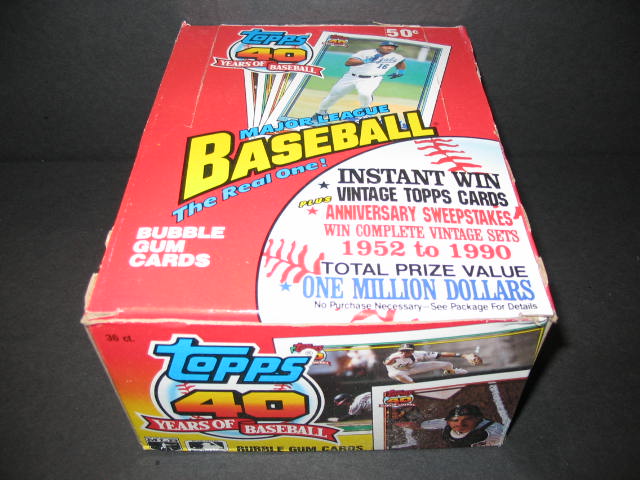 TOPPS
40
YEARS OF BASEBALL
50¢
16
MAJOR LEAGUE
BASEBALL
The Real One!
BUBBLE
GUM
CARDS
★ INSTANT WIN
VINTAGE TOPPS CARDS
PLUS
★ ANNIVERSARY SWEEPSTAKES
WIN COMPLETE VINTAGE SETS
1952 to 1990
TOTAL PRIZE VALUE
★ ONE MILLION DOLLARS
No Purchase Necessary—See Package For Details
36 ct.
TOPPS
40
YEARS OF BASEBALL
BUBBLE GUM CARDS